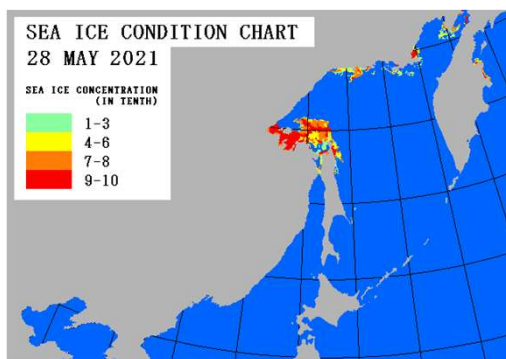 SEA ICE CONDITION CHART
28 MAY 2021
SEA ICE CONCENTRATION
(IN TENTH)
1-3
4-6
7-8
9-10